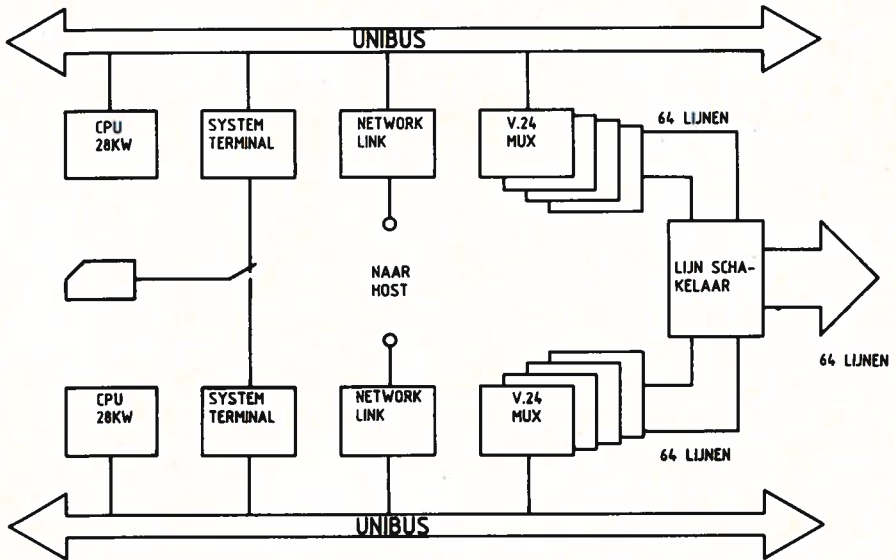 UNIBUS
CPU
28KW
SYSTEM
TERMINAL
NETWORK
LINK
V.24
MUX
64 LIJNEN
NAAR
HOST
LIJN SCHA-
KELAAR
64 LIJNEN
CPU
28KW
SYSTEM
TERMINAL
NETWORK
LINK
V.24
MUX
64 LIJNEN
UNIBUS